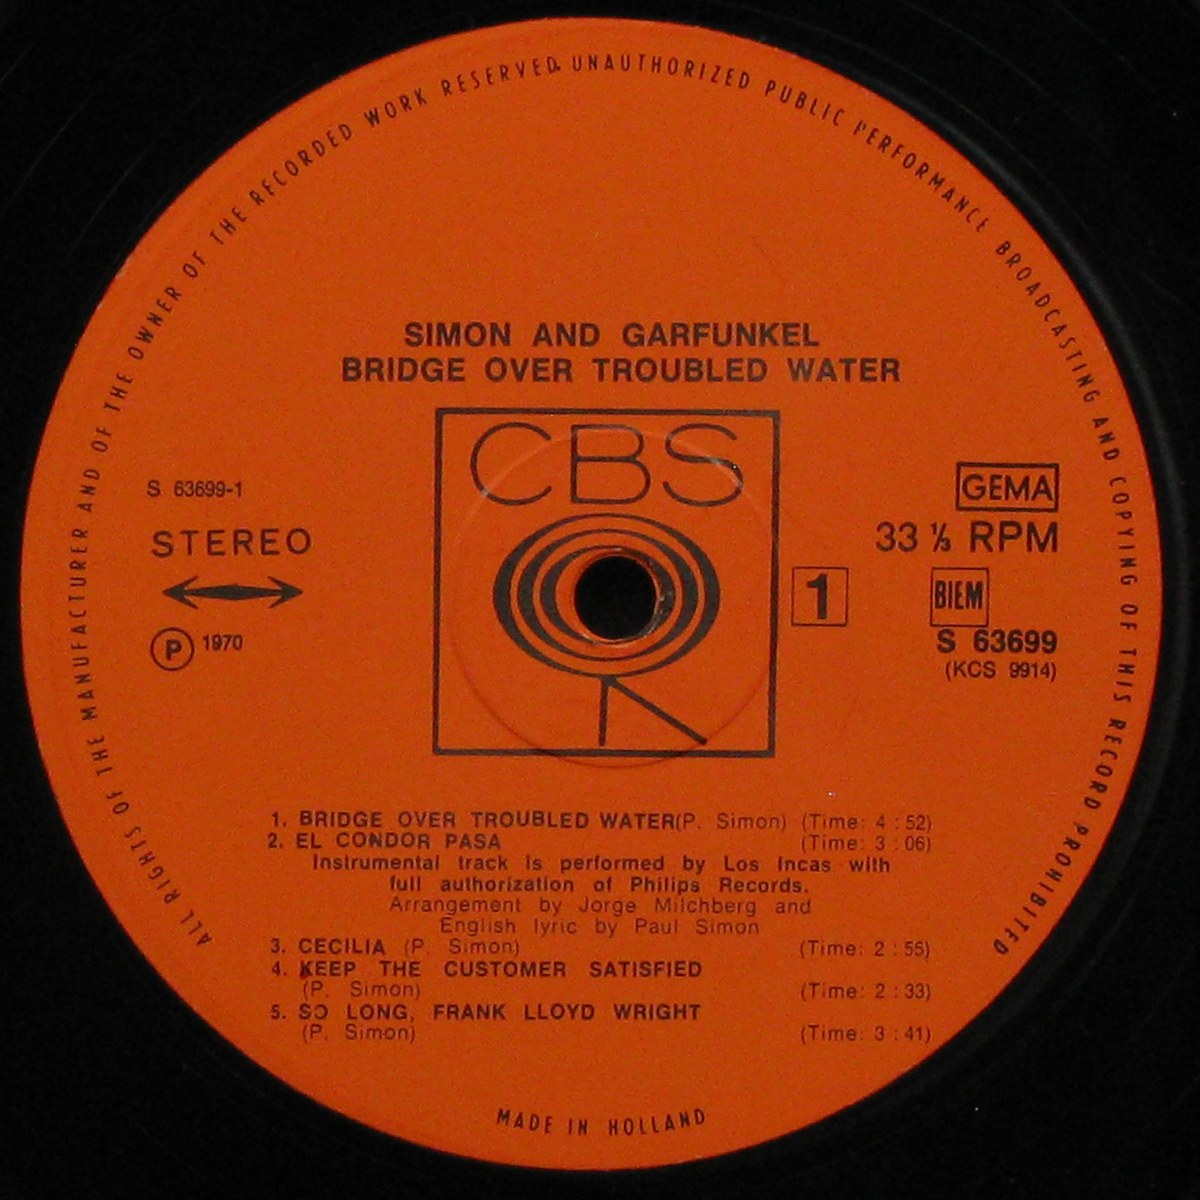 ALL RIGHTS OF THE MANUFACTURER AND OF THE OWNER OF THE RECORDED WORK RESERVED. UNAUTHORIZED PUBLIC PERFORMANCE BROADCASTING AND COPYING OF THIS RECORD PROHIBITED
SIMON AND GARFUNKEL
BRIDGE OVER TROUBLED WATER
CBS
S 63699-1
STEREO
P 1970
1
GEMA
33 ⅓ RPM
BIEM
S 63699
(KCS 9914)
1. BRIDGE OVER TROUBLED WATER(P. Simon) (Time: 4 : 52)
2. EL CONDOR PASA (Time: 3 : 06)
Instrumental track is performed by Los Incas with
full authorization of Philips Records.
Arrangement by Jorge Milchberg and
English lyric by Paul Simon
3. CECILIA (P. Simon) (Time: 2 : 55)
4. KEEP THE CUSTOMER SATISFIED
(P. Simon) (Time: 2 : 33)
5. SO LONG, FRANK LLOYD WRIGHT
(P. Simon) (Time: 3 : 41)
MADE IN HOLLAND